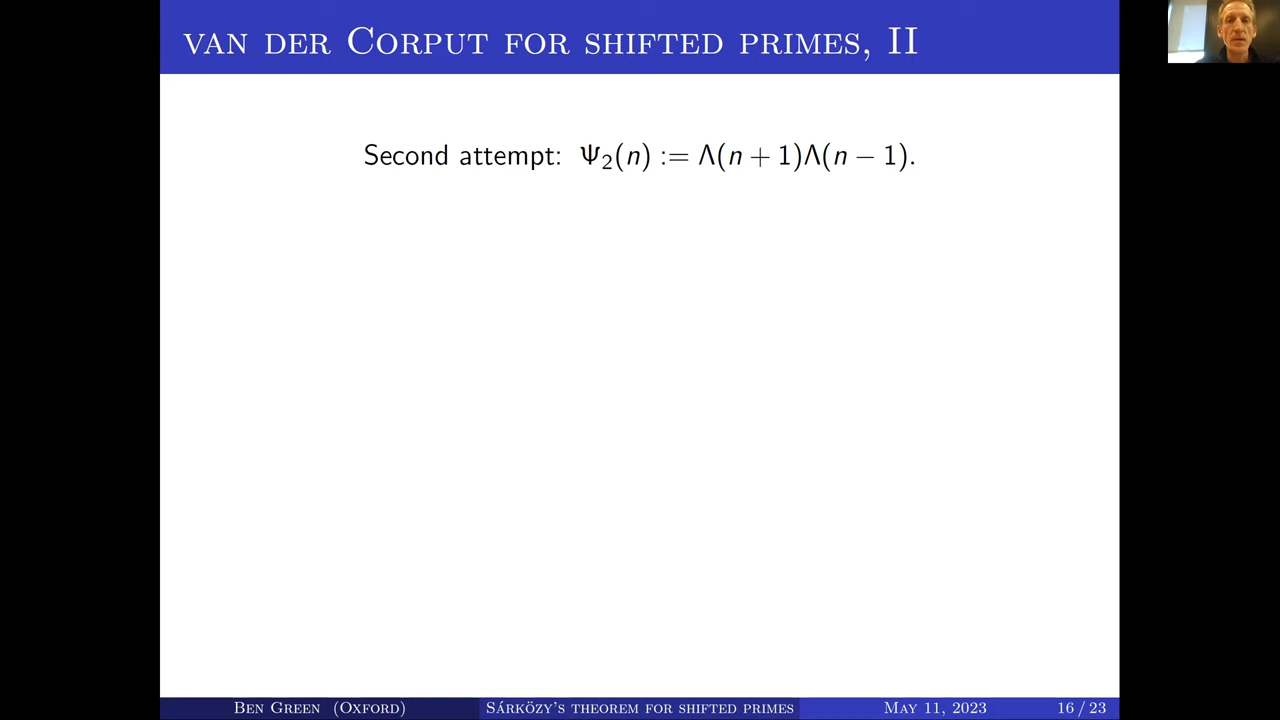 VAN DER CORPUT FOR SHIFTED PRIMES, II
Second attempt: Ψ₂(n) := Λ(n + 1)Λ(n − 1).
BEN GREEN (OXFORD) SÁRKÖZY'S THEOREM FOR SHIFTED PRIMES MAY 11, 2023 16 / 23